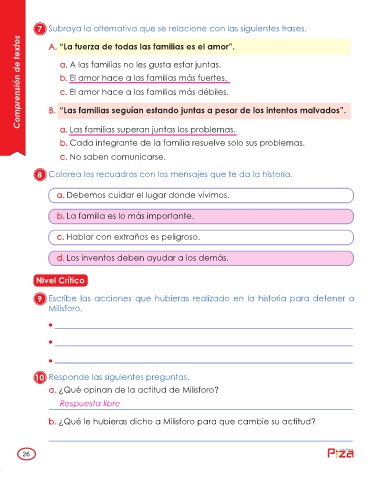 Comprensión de textos
7 Subraya la alternativa que se relacione con las siguientes frases.
A. “La fuerza de todas las familias es el amor”.
a. A las familias no les gusta estar juntas.
b. El amor hace a las familias más fuertes.
c. El amor hace a las familias más débiles.
B. “Las familias seguían estando juntas a pesar de los intentos malvados”.
a. Las familias superan juntas los problemas.
b. Cada integrante de la familia resuelve solo sus problemas.
c. No saben comunicarse.
8 Colorea los recuadros con los mensajes que te da la historia.
a. Debemos cuidar el lugar donde vivimos.
b. La familia es lo más importante.
c. Hablar con extraños es peligroso.
d. Los inventos deben ayudar a los demás.
Nivel Crítico
9 Escribe las acciones que hubieras realizado en la historia para detener a
Milisforo.
10 Responde las siguientes preguntas.
a. ¿Qué opinan de la actitud de Milisforo?
Respuesta libre
b. ¿Qué le hubieras dicho a Milisforo para que cambie su actitud?
26
Piza